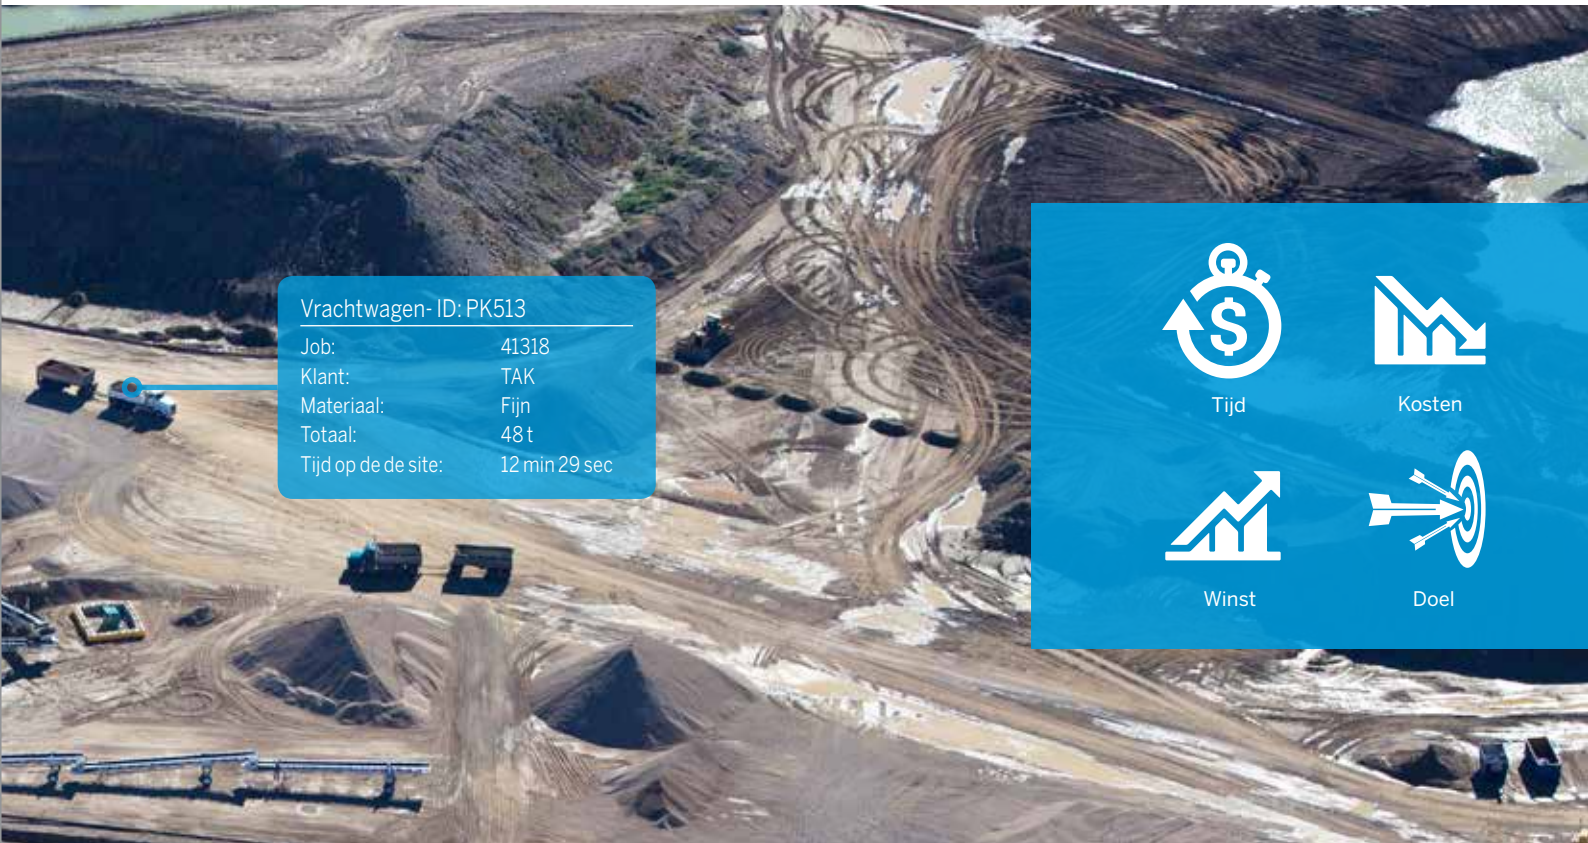 Vrachtwagen- ID: PK513
Job: 41318
Klant: TAK
Materiaal: Fijn
Totaal: 48 t
Tijd op de de site: 12 min 29 sec
Tijd
Kosten
Winst
Doel